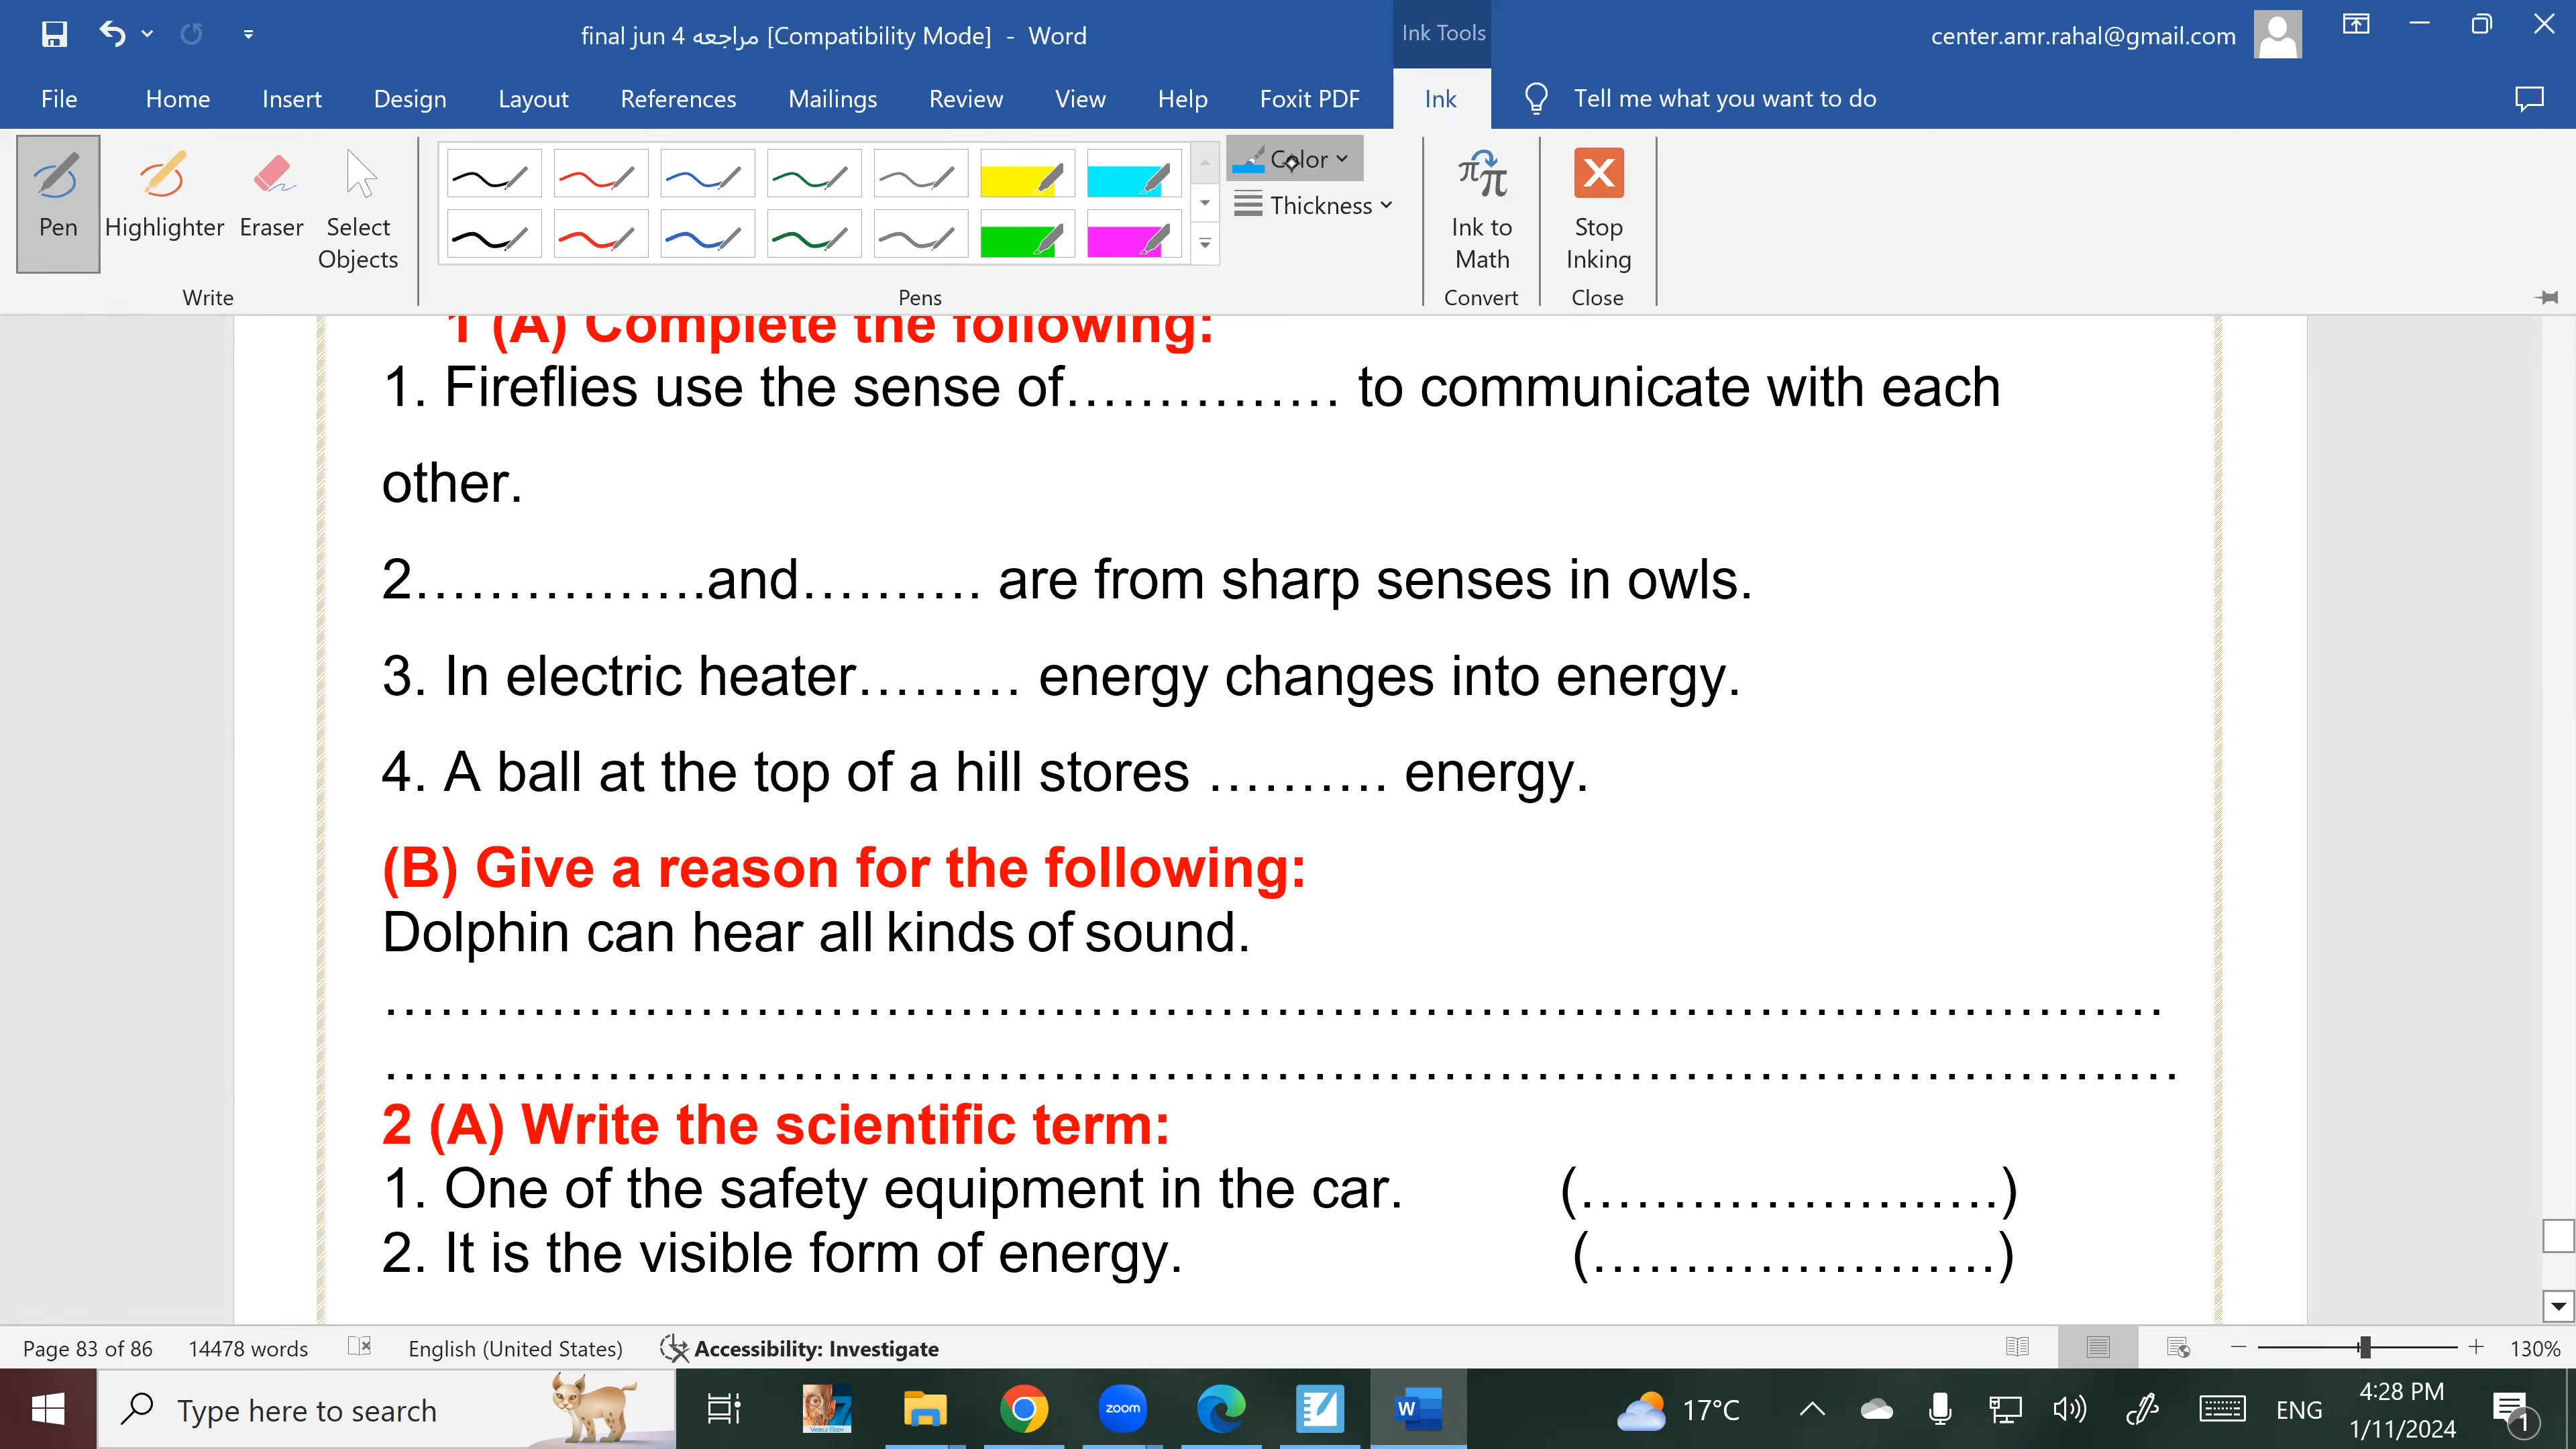 final jun 4 مراجعه [Compatibility Mode] - Word
Ink Tools
center.amr.rahal@gmail.com
File Home Insert Design Layout References Mailings Review View Help Foxit PDF Ink Tell me what you want to do
Pen
Highlighter
Eraser
Select Objects
Write
Pens
Color
Thickness
Ink to Math
Convert
Stop Inking
Close
1 (A) Complete the following:
1. Fireflies use the sense of…………… to communicate with each
other.
2…………….and………. are from sharp senses in owls.
3. In electric heater……… energy changes into energy.
4. A ball at the top of a hill stores ………. energy.
(B) Give a reason for the following:
Dolphin can hear all kinds of sound.
……………………………………………………………………………………
……………………………………………………………………………………
2 (A) Write the scientific term:
1. One of the safety equipment in the car. (…………………..)
2. It is the visible form of energy. (………………….)
Page 83 of 86 14478 words English (United States) Accessibility: Investigate 130%
Type here to search
zoom
W
17°C
ENG
4:28 PM
1/11/2024
1